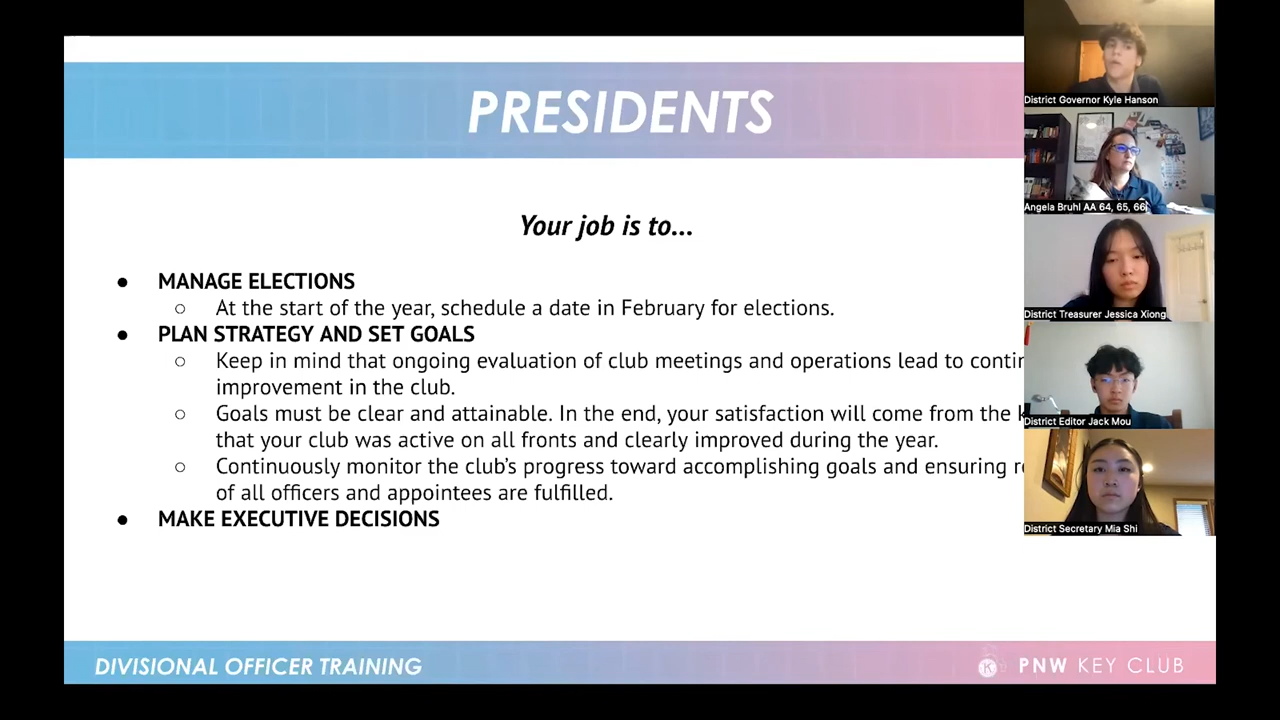 PRESIDENTS
Your job is to...
● MANAGE ELECTIONS
○ At the start of the year, schedule a date in February for elections.
● PLAN STRATEGY AND SET GOALS
○ Keep in mind that ongoing evaluation of club meetings and operations lead to
improvement in the club.
○ Goals must be clear and attainable. In the end, your satisfaction will come from the
that your club was active on all fronts and clearly improved during the year.
○ Continuously monitor the club's progress toward accomplishing goals and ensuring
of all officers and appointees are fulfilled.
● MAKE EXECUTIVE DECISIONS
DIVISIONAL OFFICER TRAINING
K PNW KEY CLUB
District Governor Kyle Hanson
Angela Bruhl AA 64, 65, 66
District Treasurer Jessica Xiong
District Editor Jack Mou
District Secretary Mia Shi